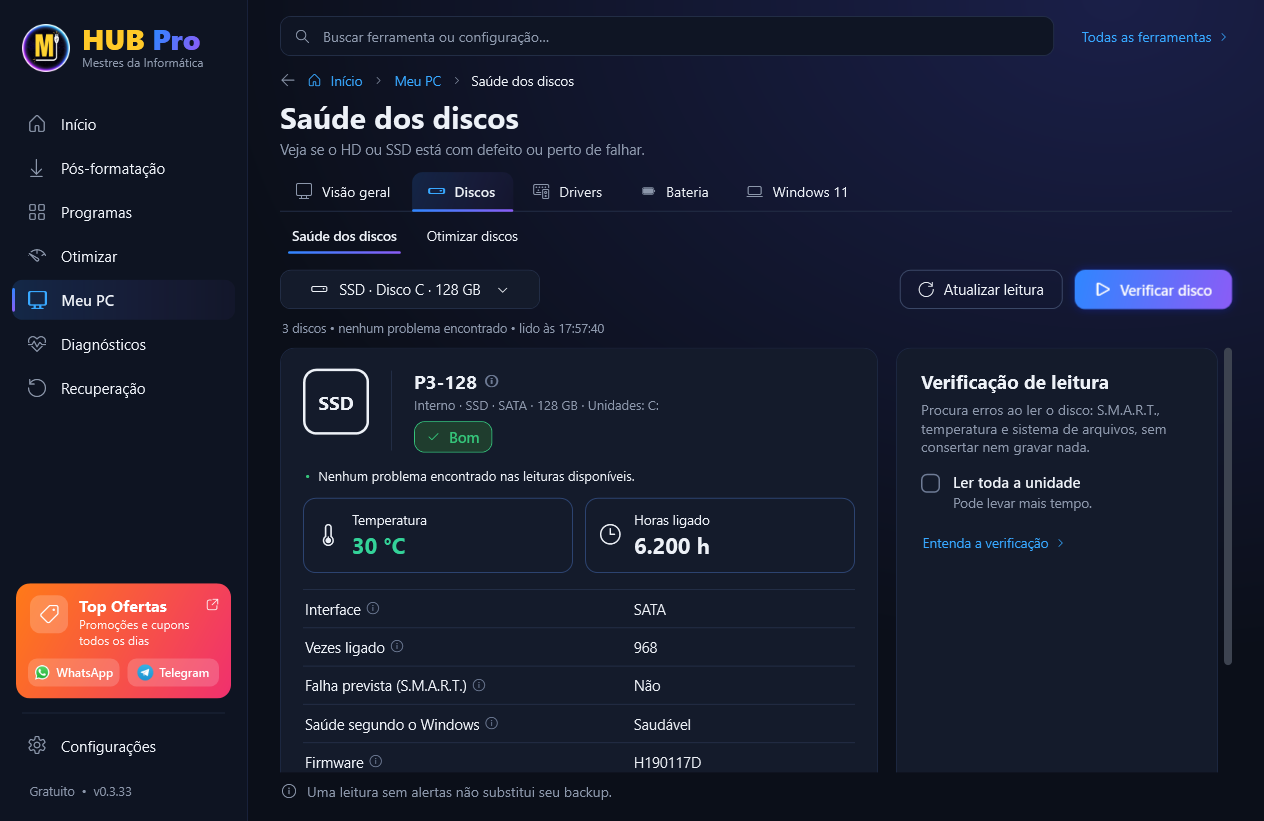 HUB Pro
Mestres da Informática
Início
Pós-formatação
Programas
Otimizar
Meu PC
Diagnósticos
Recuperação
Top Ofertas
Promoções e cupons
todos os dias
WhatsApp
Telegram
Configurações
Gratuito • v0.3.33
Buscar ferramenta ou configuração...
Todas as ferramentas
Início
Meu PC
Saúde dos discos
Saúde dos discos
Veja se o HD ou SSD está com defeito ou perto de falhar.
Visão geral
Discos
Drivers
Bateria
Windows 11
Saúde dos discos
Otimizar discos
SSD · Disco C · 128 GB
Atualizar leitura
Verificar disco
3 discos • nenhum problema encontrado • lido às 17:57:40
SSD
P3-128
Interno · SSD · SATA · 128 GB · Unidades: C:
Bom
• Nenhum problema encontrado nas leituras disponíveis.
Temperatura
30 °C
Horas ligado
6.200 h
Interface SATA
Vezes ligado 968
Falha prevista (S.M.A.R.T.) Não
Saúde segundo o Windows Saudável
Firmware H190117D
Verificação de leitura
Procura erros ao ler o disco: S.M.A.R.T.,
temperatura e sistema de arquivos, sem
consertar nem gravar nada.
Ler toda a unidade
Pode levar mais tempo.
Entenda a verificação
Uma leitura sem alertas não substitui seu backup.